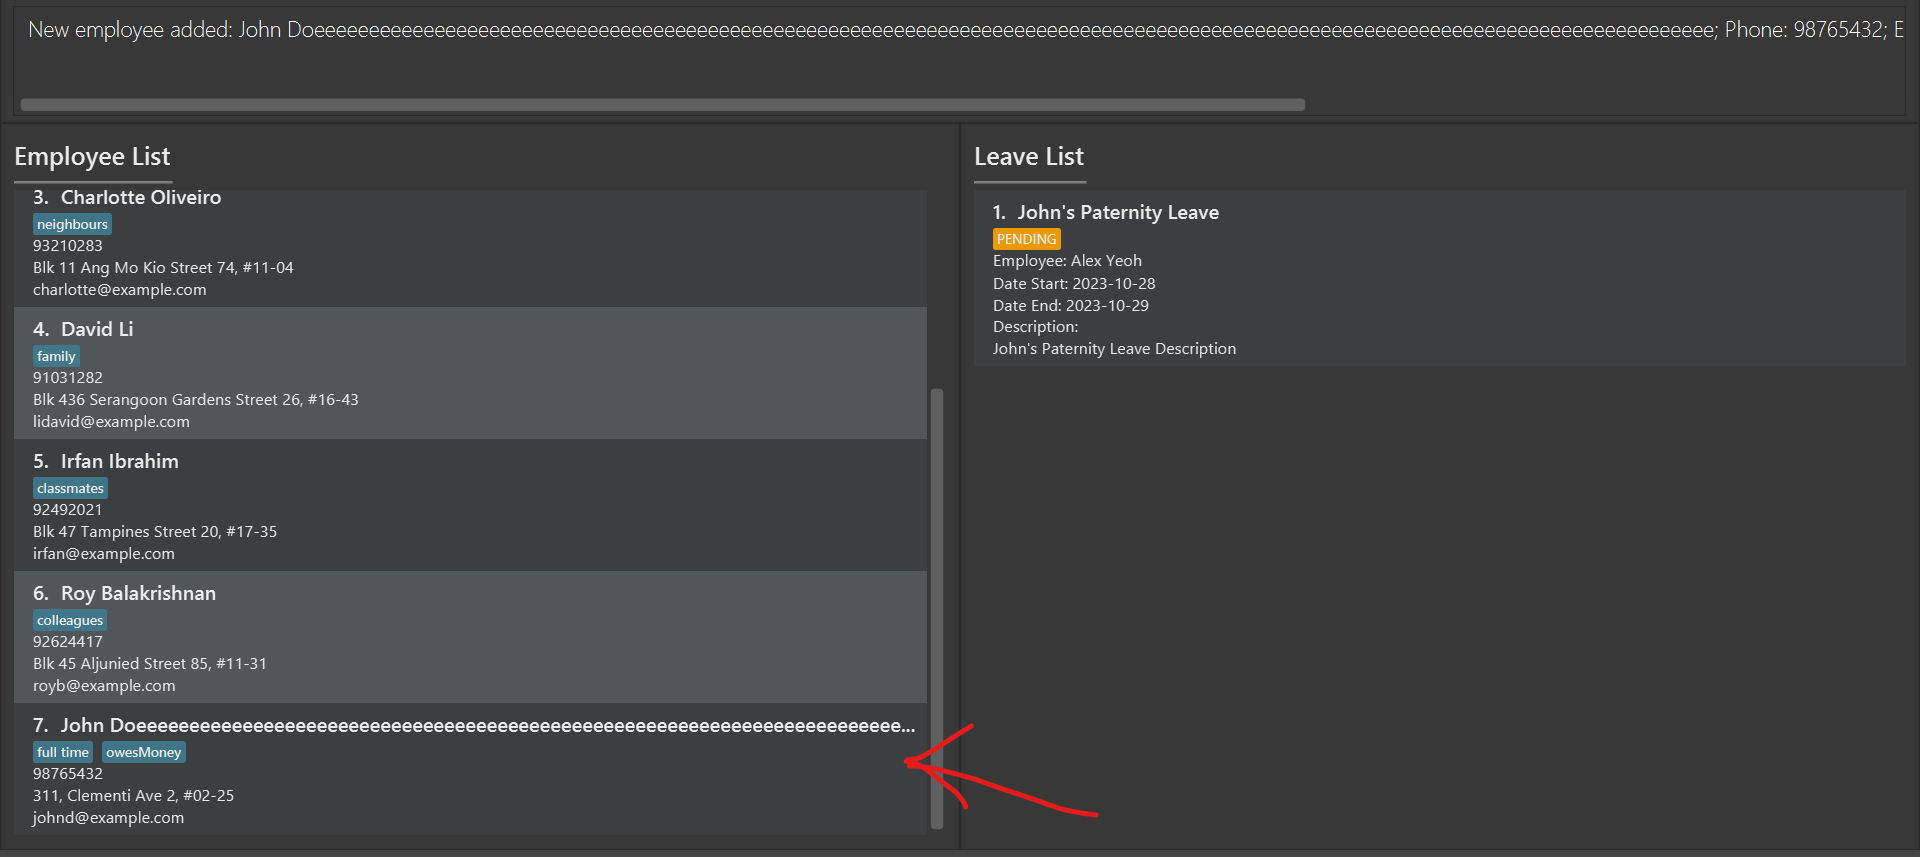 New employee added: John Doeeeeeeeeeeeeeeeeeeeeeeeeeeeeeeeeeeeeeeeeeeeeeeeeeeeeeeeeeeeeeeeeeeeeeeeeeeeeeeeeeeeeeeeeeeeeeeeeeeeeeeeeeeeeeeeeeeeeeeeeeeeeeeeee; Phone: 98765432; E
Employee List
3. Charlotte Oliveiro
neighbours
93210283
Blk 11 Ang Mo Kio Street 74, #11-04
charlotte@example.com
4. David Li
family
91031282
Blk 436 Serangoon Gardens Street 26, #16-43
lidavid@example.com
5. Irfan Ibrahim
classmates
92492021
Blk 47 Tampines Street 20, #17-35
irfan@example.com
6. Roy Balakrishnan
colleagues
92624417
Blk 45 Aljunied Street 85, #11-31
royb@example.com
7. John Doeeeeeeeeeeeeeeeeeeeeeeeeeeeeeeeeeeeeeeeeeeeeeeeeeeeeeeeeeeeeeeeeeeeeeeee...
full time owesMoney
98765432
311, Clementi Ave 2, #02-25
johnd@example.com
Leave List
1. John's Paternity Leave
PENDING
Employee: Alex Yeoh
Date Start: 2023-10-28
Date End: 2023-10-29
Description:
John's Paternity Leave Description